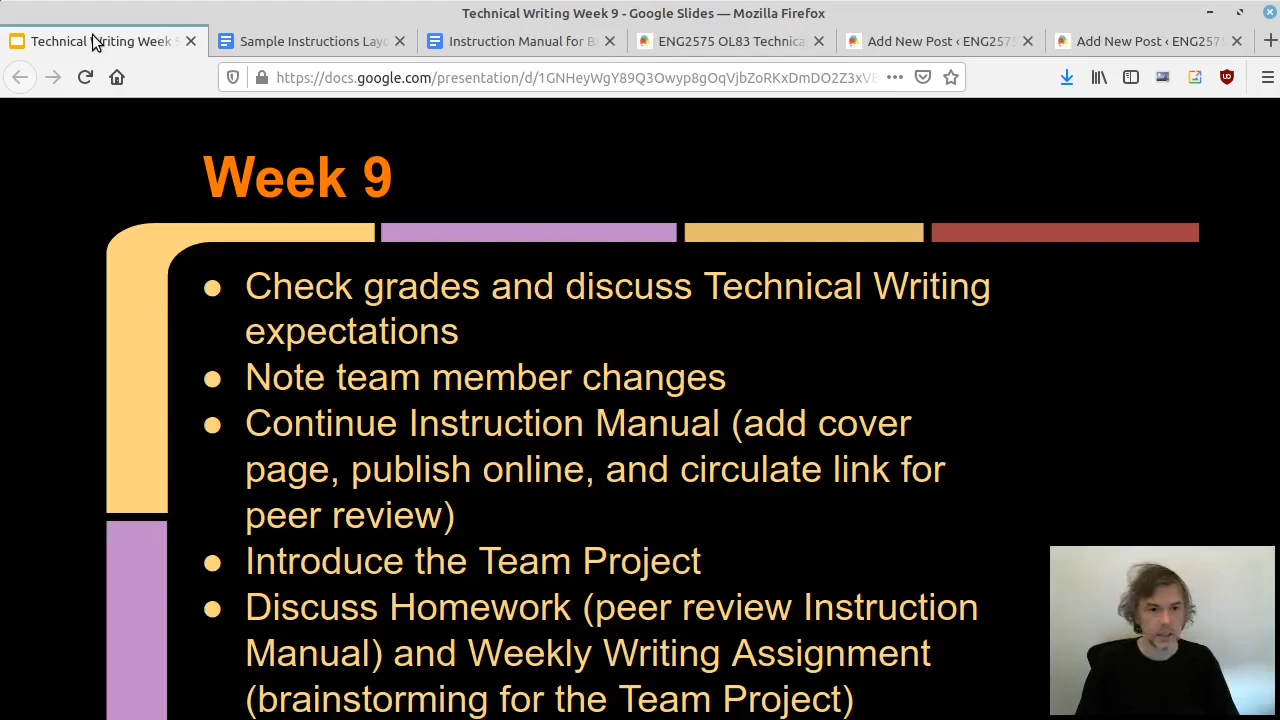 Technical Writing Week 9 - Google Slides — Mozilla Firefox
Technical Writing Week
Sample Instructions Layo
Instruction Manual for B
ENG2575 OL83 Technica
Add New Post ‹ ENG2575
Add New Post ‹ ENG2575
https://docs.google.com/presentation/d/1GNHeyWgY89Q3Owyp8gOqVjbZoRKxDmDO2Z3xVB
Week 9
● Check grades and discuss Technical Writing
expectations
● Note team member changes
● Continue Instruction Manual (add cover
page, publish online, and circulate link for
peer review)
● Introduce the Team Project
● Discuss Homework (peer review Instruction
Manual) and Weekly Writing Assignment
(brainstorming for the Team Project)